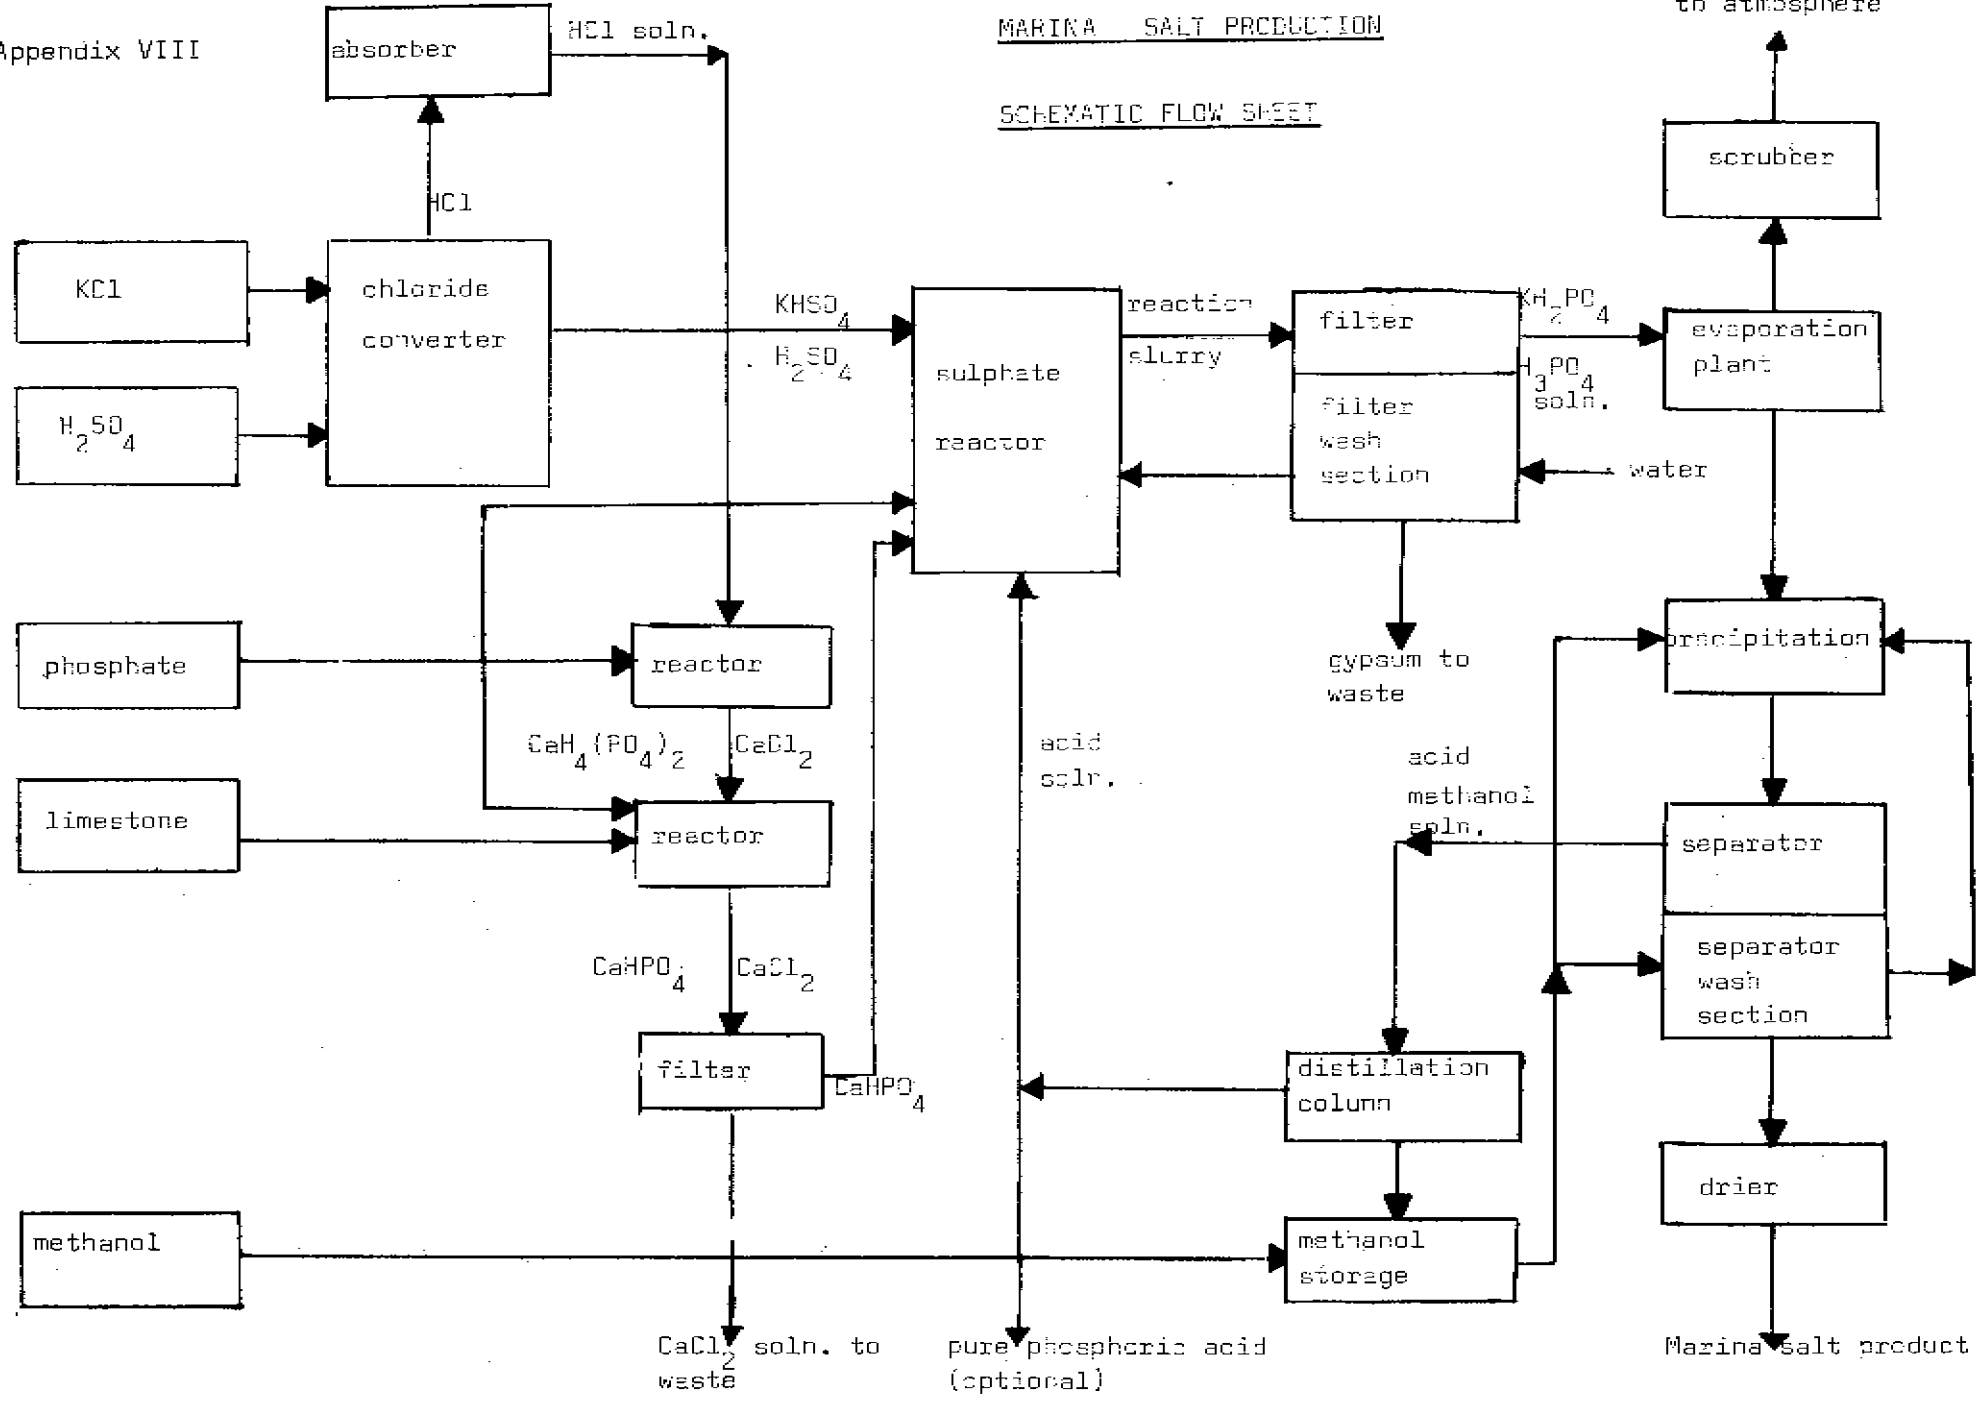 to atmosphere
Appendix VIII
MARINA SALT PRODUCTION
SCHEMATIC FLOW SHEET
absorber
HCl soln.
scrubber
HCl
KCl
chloride
converter
H2SO4
KHSO4
H2SO4
sulphate
reactor
reaction
slurry
filter
filter
wash
section
KH2PO4
H3PO4
soln.
water
evaporation
plant
gypsum to
waste
phosphate
reactor
precipitation
CaH4(PO4)2
CaCl2
acid
soln.
acid
methanol
soln.
limestone
reactor
separator
separator
wash
section
CaHPO4
CaCl2
filter
CaHPO4
distillation
column
drier
methanol
methanol
storage
CaCl2 soln. to
waste
pure phosphoric acid
(optional)
Marina salt product